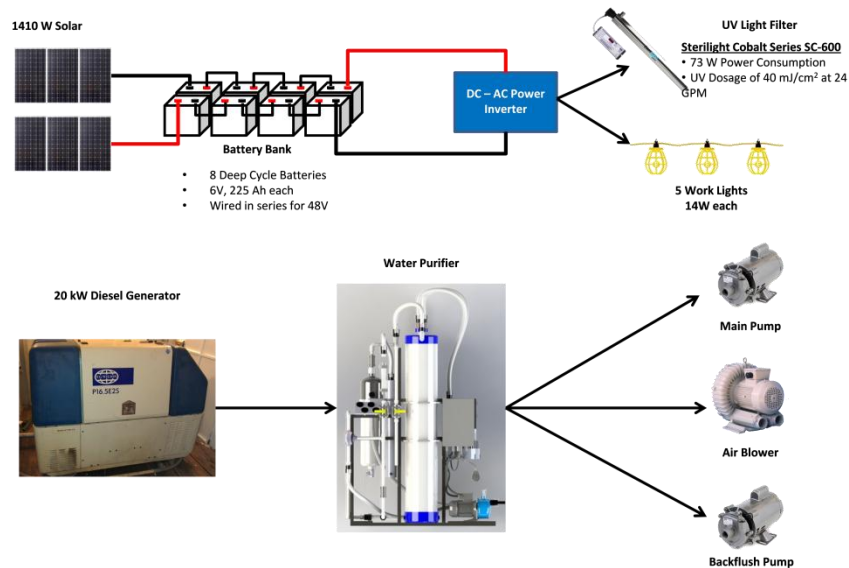 1410 W Solar
UV Light Filter
Sterilight Cobalt Series SC-600
• 73 W Power Consumption
• UV Dosage of 40 mJ/cm² at 24
GPM
DC – AC Power
Inverter
Battery Bank
• 8 Deep Cycle Batteries
• 6V, 225 Ah each
• Wired in series for 48V
5 Work Lights
14W each
Water Purifier
20 kW Diesel Generator
P16.5E2S
Main Pump
Air Blower
Backflush Pump